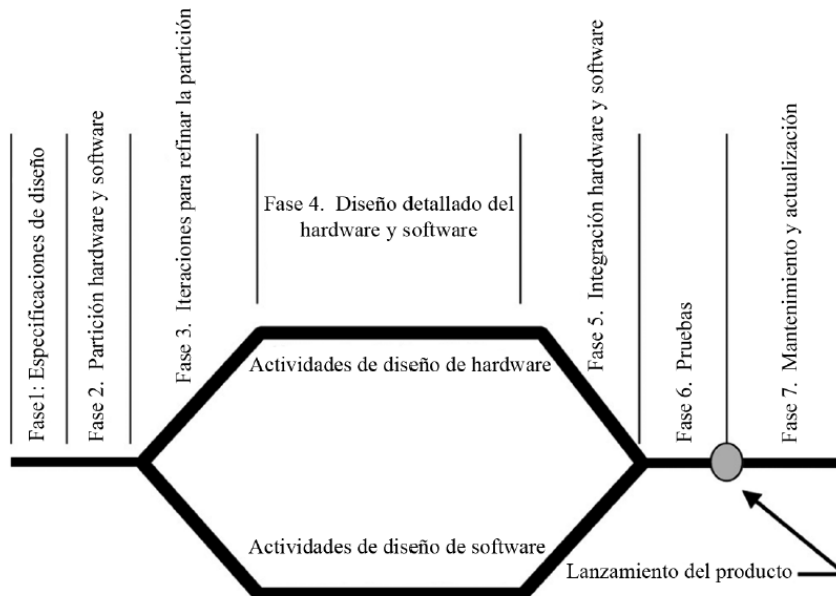 Fase1: Especificaciones de diseño
Fase 2.  Partición hardware y software
Fase 3.  Iteraciones para refinar la partición
Fase 4.  Diseño detallado del
hardware y software
Fase 5.  Integración hardware y software
Fase 6.  Pruebas
Fase 7.  Mantenimiento y actualización
Actividades de diseño de hardware
Actividades de diseño de software
Lanzamiento del producto